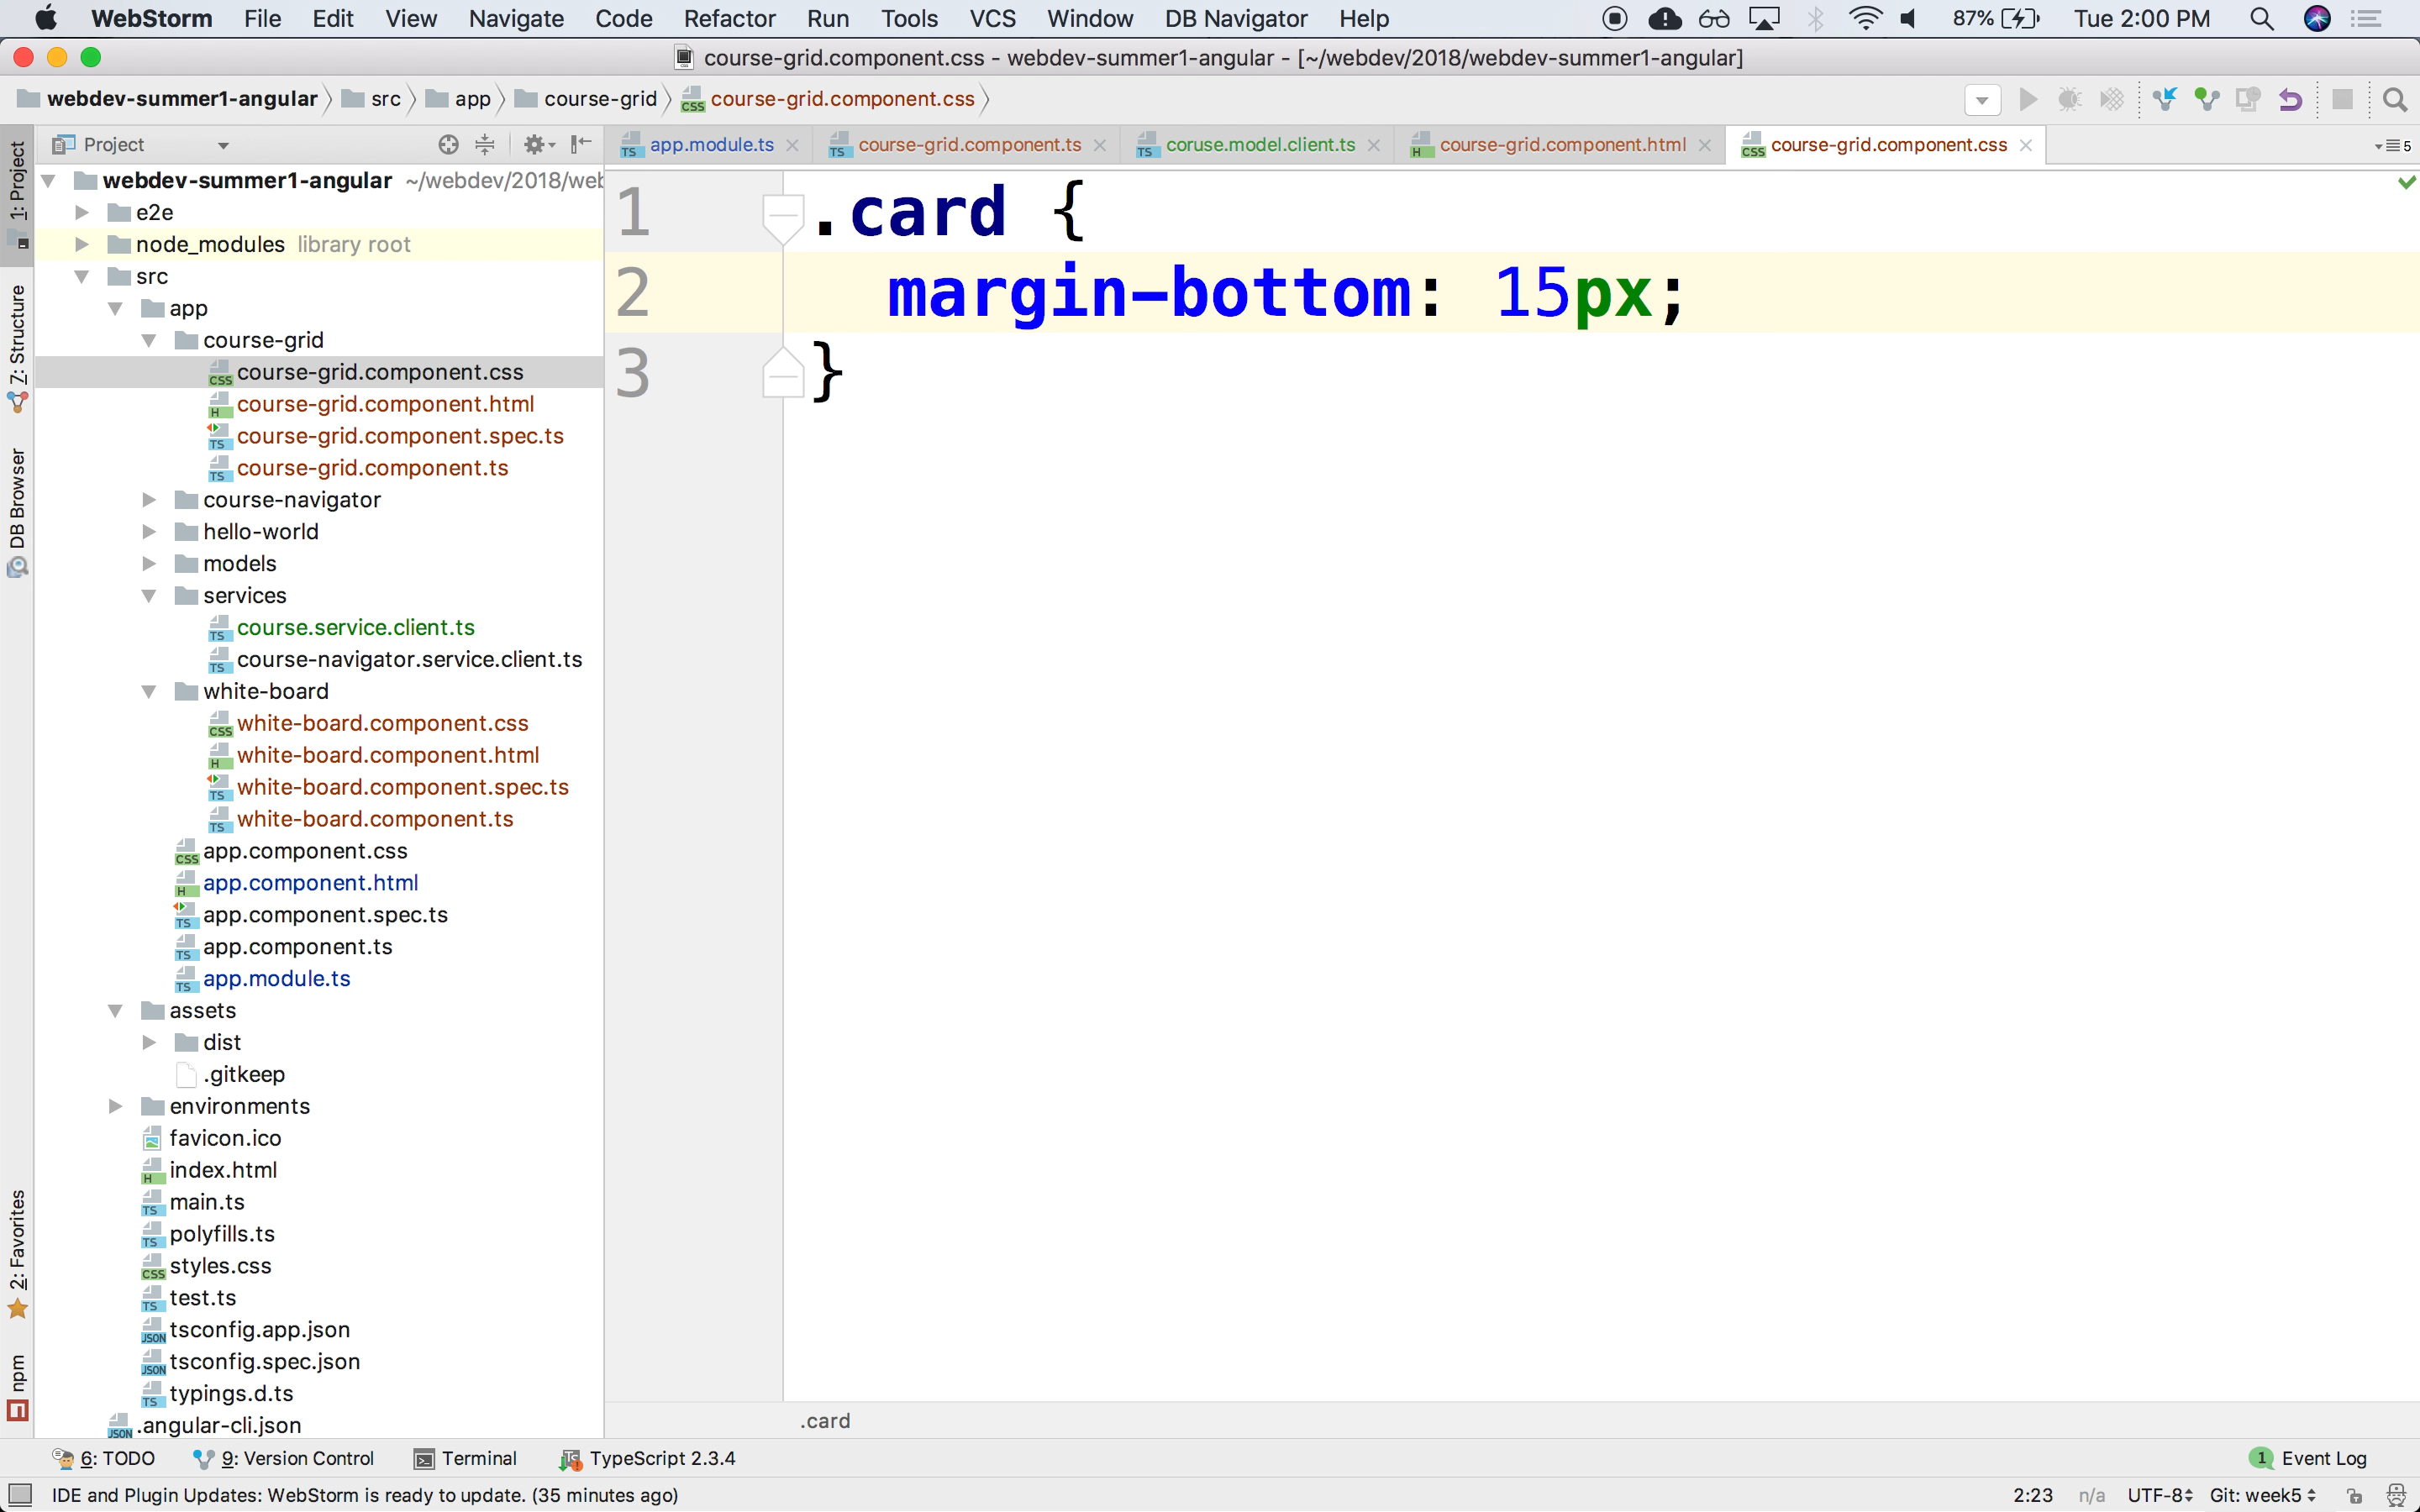 WebStorm File Edit View Navigate Code Refactor Run Tools VCS Window DB Navigator Help 87% Tue 2:00 PM
course-grid.component.css - webdev-summer1-angular - [~/webdev/2018/webdev-summer1-angular]
webdev-summer1-angular src app course-grid course-grid.component.css
Project
app.module.ts course-grid.component.ts coruse.model.client.ts course-grid.component.html course-grid.component.css 5
1: Project
7: Structure
DB Browser
2: Favorites
npm
webdev-summer1-angular ~/webdev/2018/web
e2e
node_modules library root
src
app
course-grid
course-grid.component.css
course-grid.component.html
course-grid.component.spec.ts
course-grid.component.ts
course-navigator
hello-world
models
services
course.service.client.ts
course-navigator.service.client.ts
white-board
white-board.component.css
white-board.component.html
white-board.component.spec.ts
white-board.component.ts
app.component.css
app.component.html
app.component.spec.ts
app.component.ts
app.module.ts
assets
dist
.gitkeep
environments
favicon.ico
index.html
main.ts
polyfills.ts
styles.css
test.ts
tsconfig.app.json
tsconfig.spec.json
typings.d.ts
.angular-cli.json
1 .card {
2 margin-bottom: 15px;
3 }
.card
6: TODO 9: Version Control Terminal TypeScript 2.3.4 1 Event Log
IDE and Plugin Updates: WebStorm is ready to update. (35 minutes ago) 2:23 n/a UTF-8 Git: week5